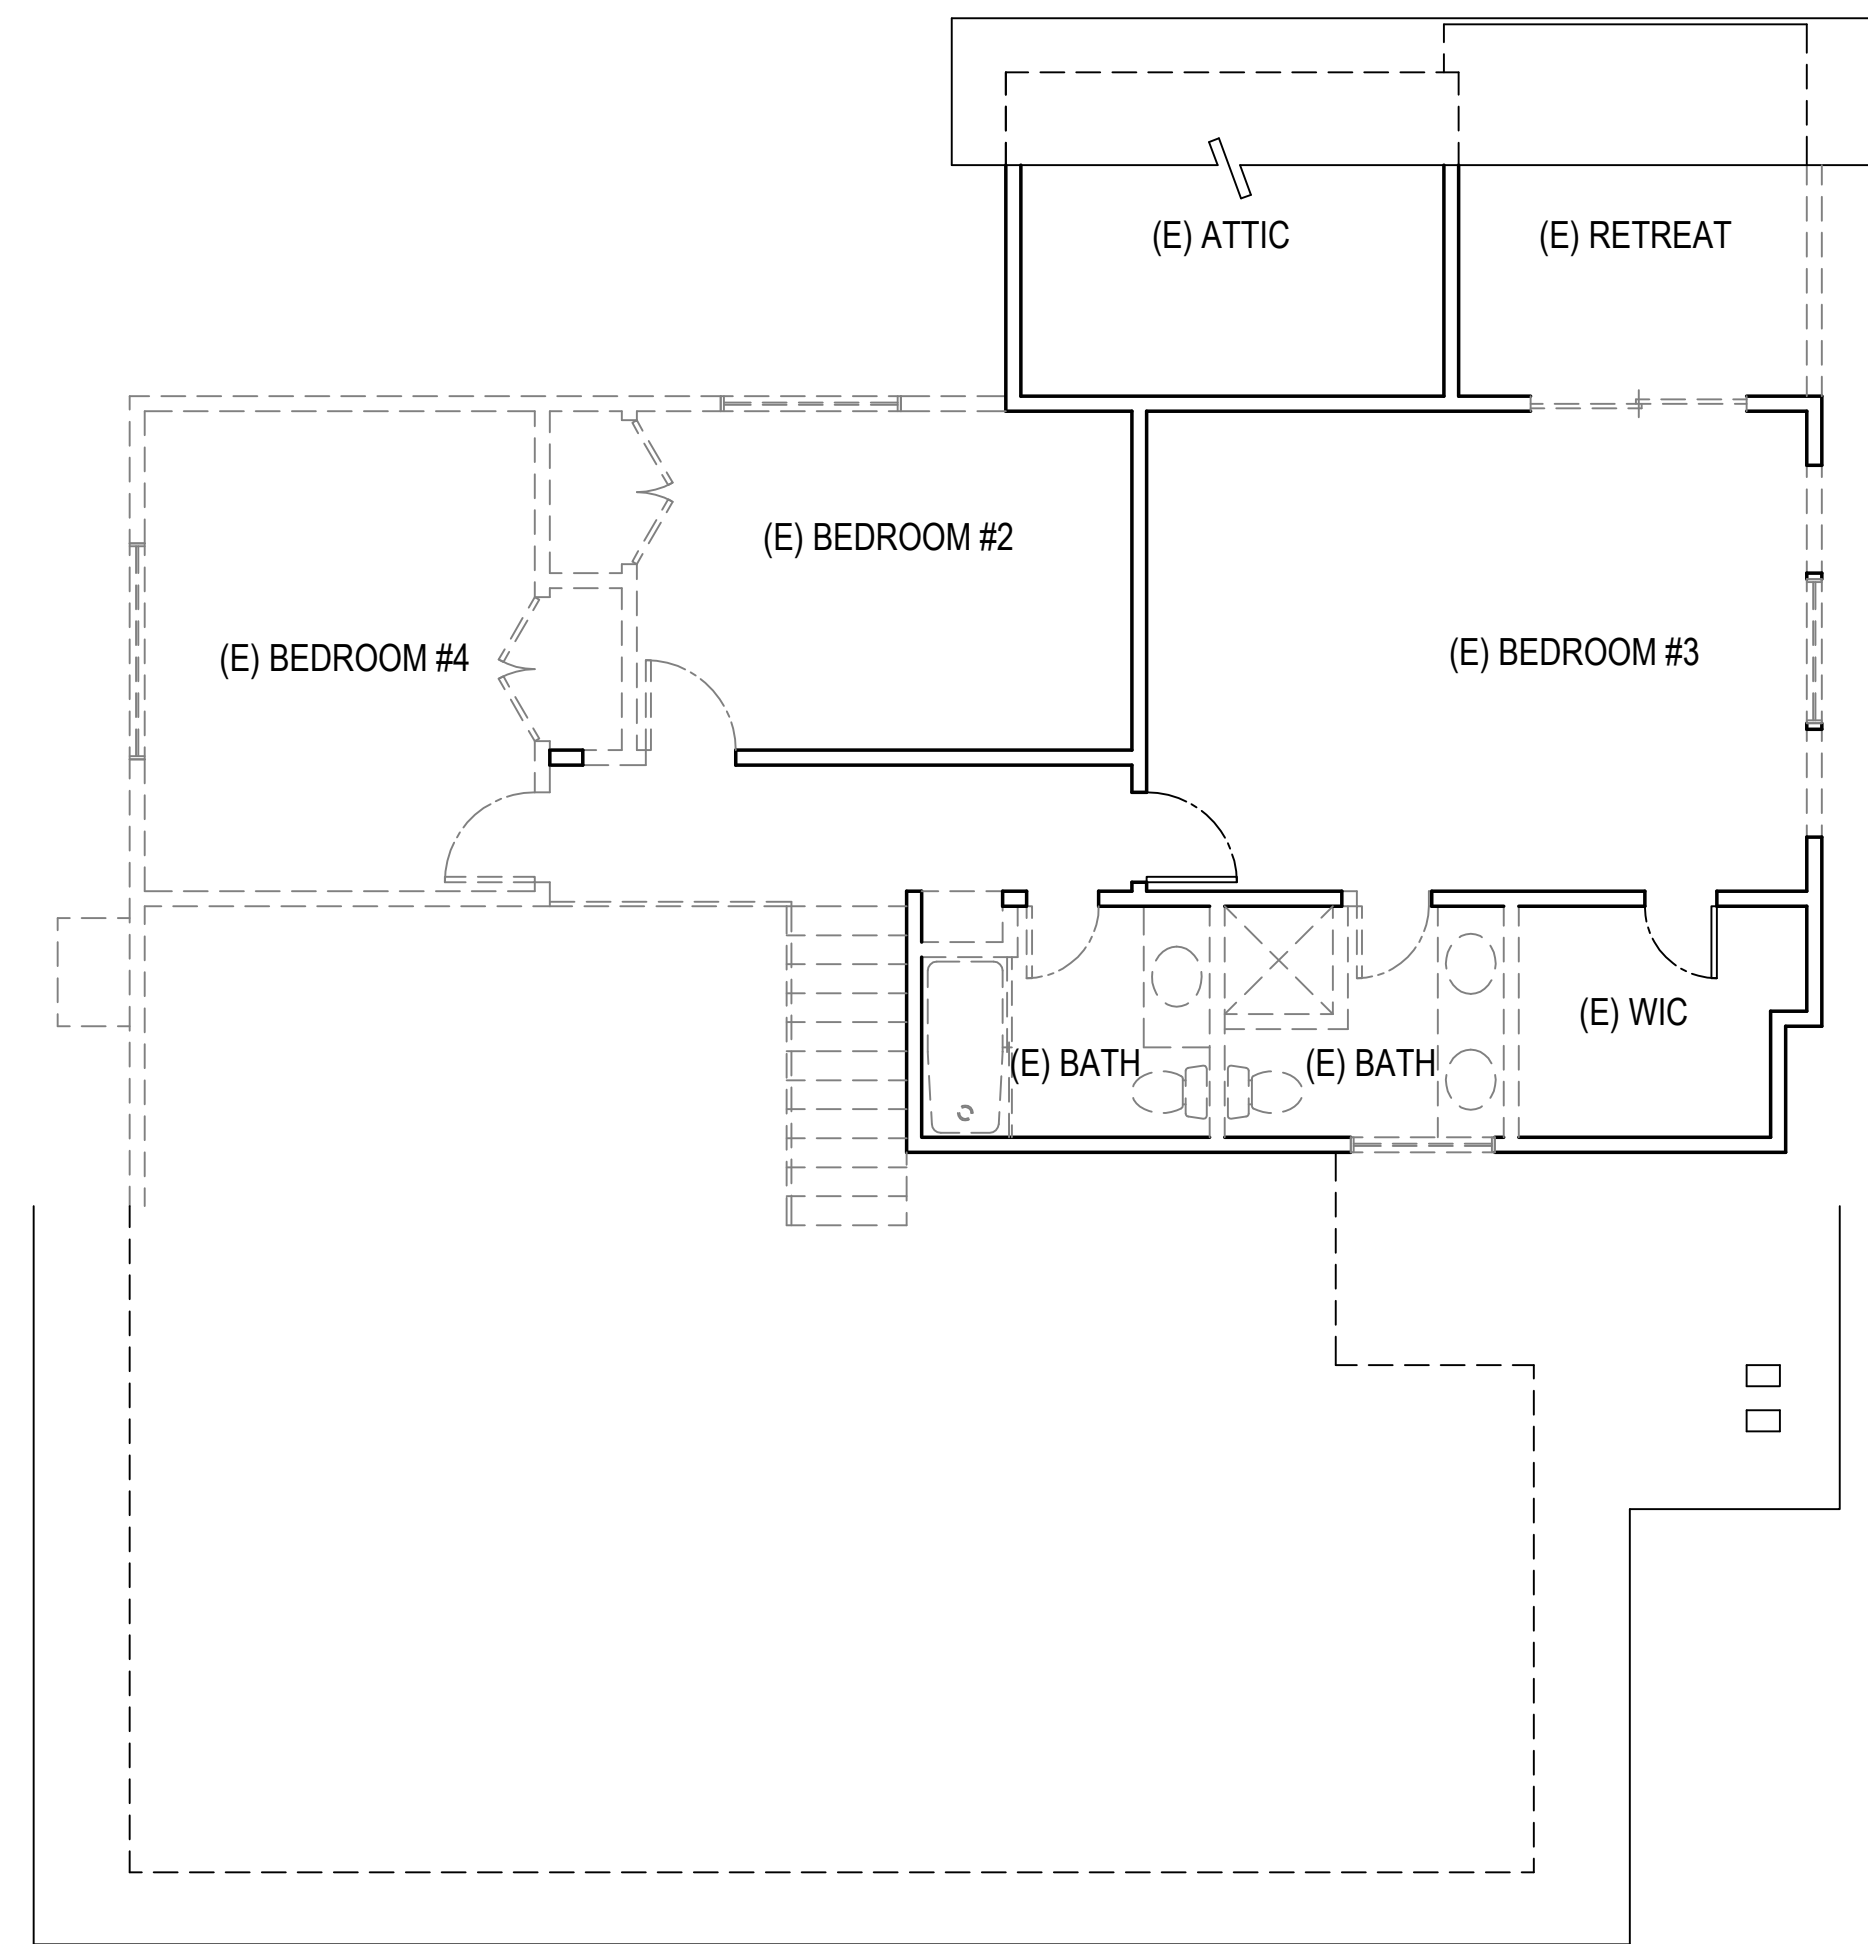 (E) ATTIC
(E) RETREAT
(E) BEDROOM #2
(E) BEDROOM #4
(E) BEDROOM #3
(E) WIC
(E) BATH
(E) BATH